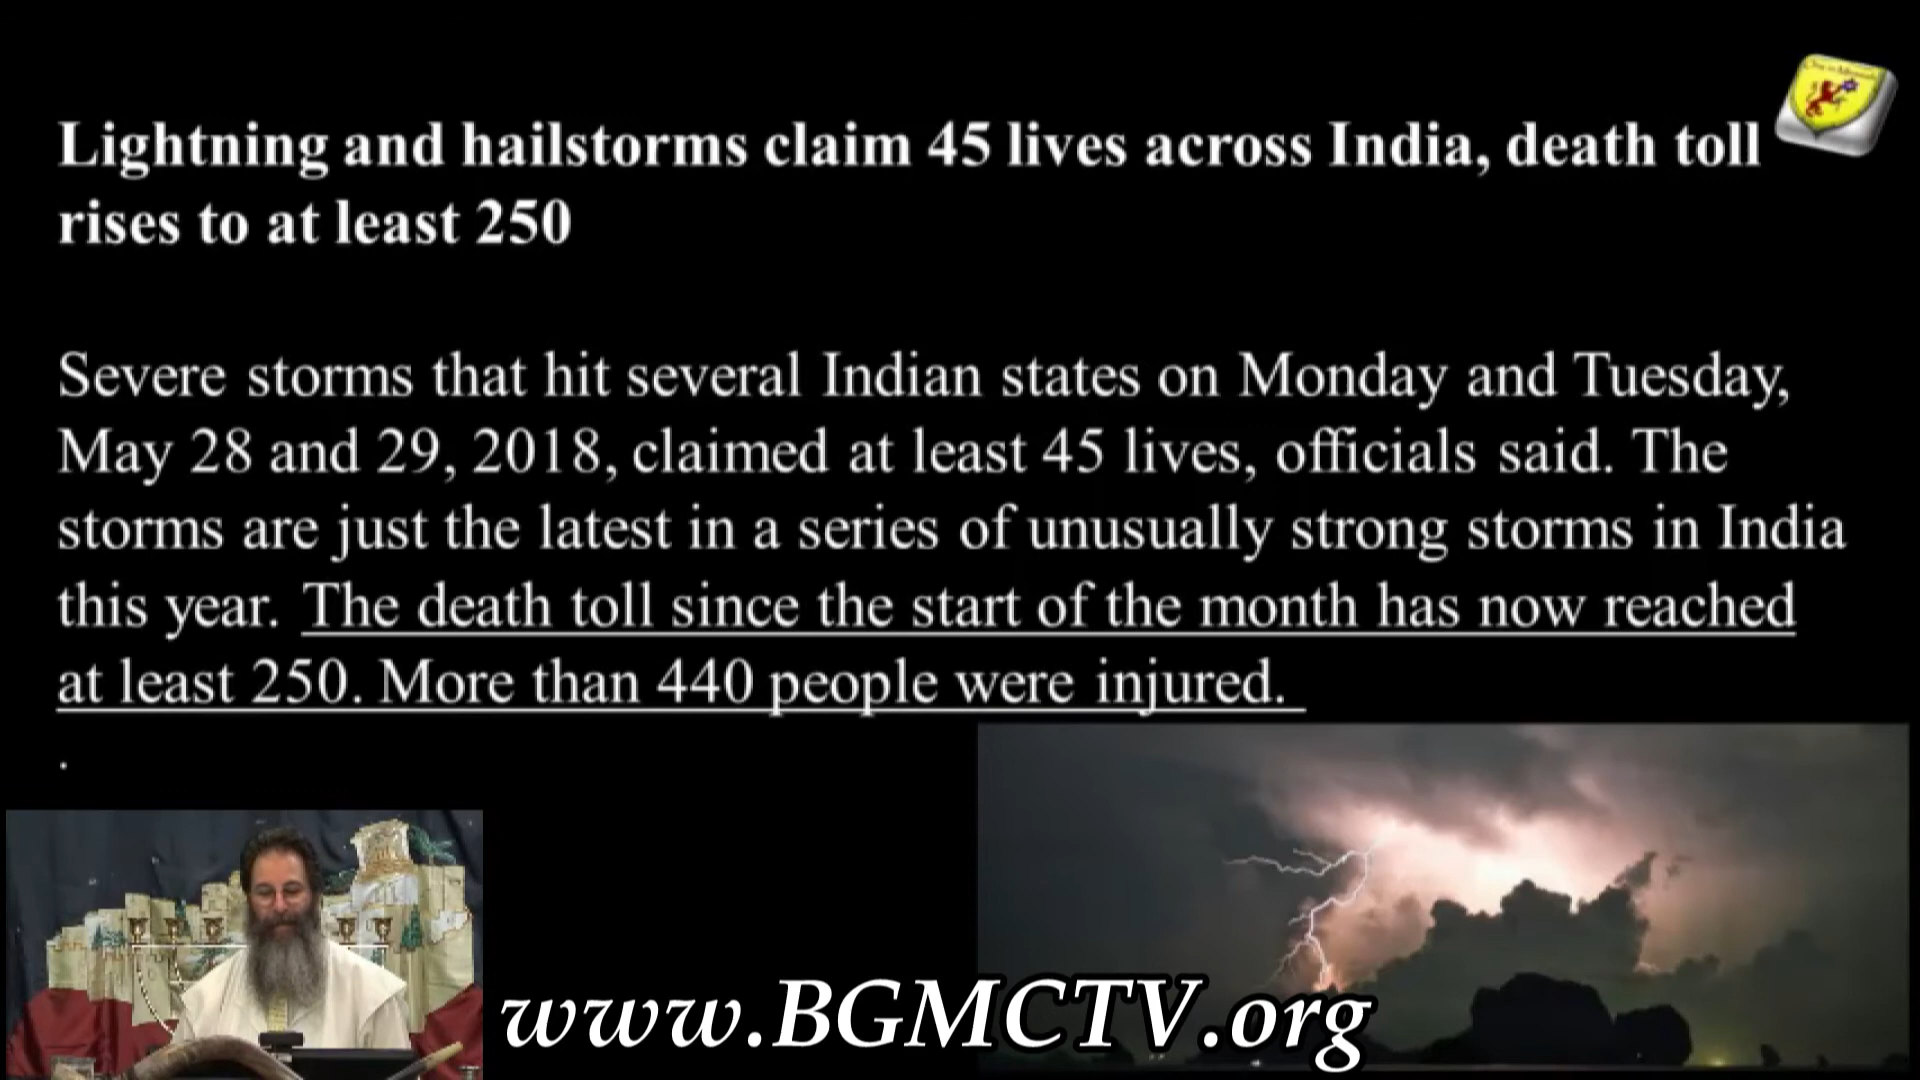 Lightning and hailstorms claim 45 lives across India, death toll
rises to at least 250
Severe storms that hit several Indian states on Monday and Tuesday,
May 28 and 29, 2018, claimed at least 45 lives, officials said. The
storms are just the latest in a series of unusually strong storms in India
this year. The death toll since the start of the month has now reached
at least 250. More than 440 people were injured.
.
www.BGMCTV.org